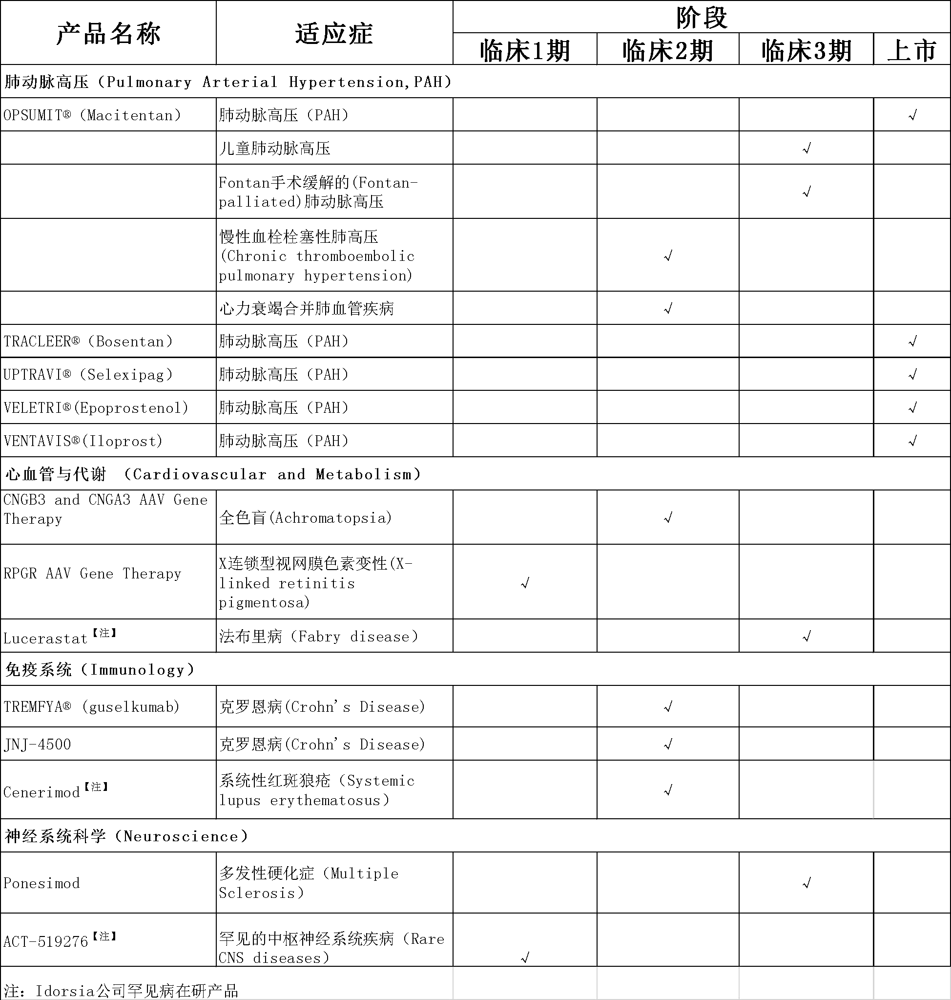 产品名称
适应症
阶段
临床1期
临床2期
临床3期
上市
肺动脉高压（Pulmonary Arterial Hypertension,PAH）
OPSUMIT®（Macitentan）
肺动脉高压（PAH）
√
儿童肺动脉高压
√
Fontan手术缓解的(Fontan-
palliated)肺动脉高压
√
慢性血栓栓塞性肺高压
(Chronic thromboembolic
pulmonary hypertension)
√
心力衰竭合并肺血管疾病
√
TRACLEER®（Bosentan）
肺动脉高压（PAH）
√
UPTRAVI®（Selexipag）
肺动脉高压（PAH）
√
VELETRI®(Epoprostenol)
肺动脉高压（PAH）
√
VENTAVIS®(Iloprost)
肺动脉高压（PAH）
√
心血管与代谢 （Cardiovascular and Metabolism）
CNGB3 and CNGA3 AAV Gene
Therapy
全色盲(Achromatopsia)
√
RPGR AAV Gene Therapy
X连锁型视网膜色素变性(X-
linked retinitis
pigmentosa)
√
Lucerastat【注】
法布里病（Fabry disease）
√
免疫系统（Immunology）
TREMFYA® (guselkumab)
克罗恩病(Crohn's Disease)
√
JNJ-4500
克罗恩病(Crohn's Disease)
√
Cenerimod【注】
系统性红斑狼疮（Systemic
lupus erythematosus）
√
神经系统科学（Neuroscience）
Ponesimod
多发性硬化症（Multiple
Sclerosis）
√
ACT-519276【注】
罕见的中枢神经系统疾病（Rare
CNS diseases）
√
注：Idorsia公司罕见病在研产品